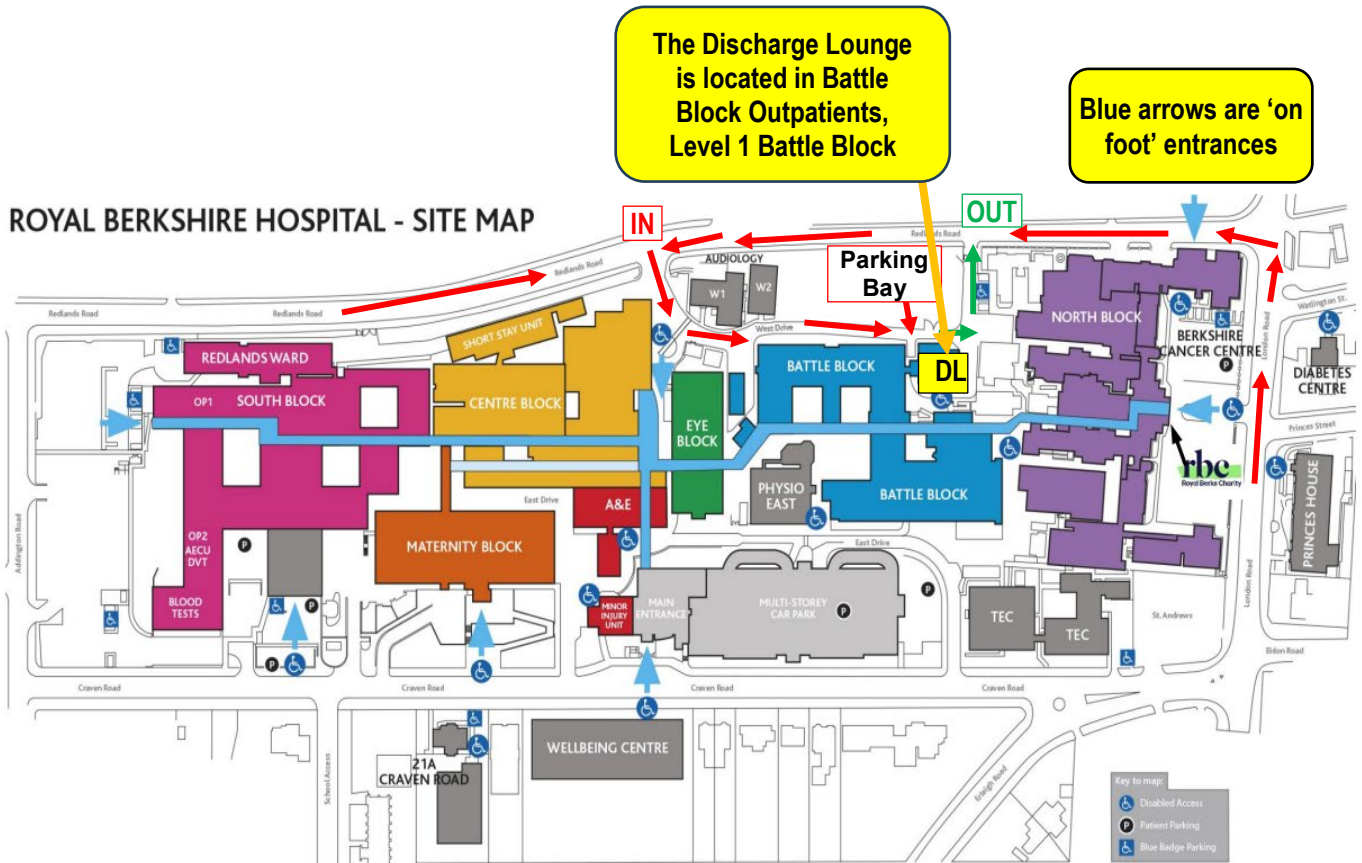 The Discharge Lounge
is located in Battle
Block Outpatients,
Level 1 Battle Block
Blue arrows are ‘on
foot’ entrances
ROYAL BERKSHIRE HOSPITAL - SITE MAP
IN
OUT
Redlands Road
Redlands Road
AUDIOLOGY
W1
W2
Parking
Bay
West Drive
Redlands Road
Redlands Road
SHORT STAY UNIT
REDLANDS WARD
OP1
SOUTH BLOCK
CENTRE BLOCK
EYE
BLOCK
BATTLE BLOCK
DL
NORTH BLOCK
BERKSHIRE
CANCER CENTRE
P
London Road
Watlington St.
DIABETES
CENTRE
Princes Street
rbc
Royal Berks Charity
PRINCES HOUSE
East Drive
A&E
PHYSIO
EAST
BATTLE BLOCK
East Drive
Addington Road
OP2
AECU
DVT
P
MATERNITY BLOCK
BLOOD
TESTS
P
P
MINOR
INJURY
UNIT
MAIN
ENTRANCE
MULTI-STOREY
CAR PARK
P
P
TEC
TEC
St. Andrews
London Road
Eldon Road
Craven Road
Craven Road
Craven Road
Craven Road
School Access
21A
CRAVEN ROAD
WELLBEING CENTRE
Erleigh Road
Key to map:
Disabled Access
P
Patient Parking
Blue Badge Parking